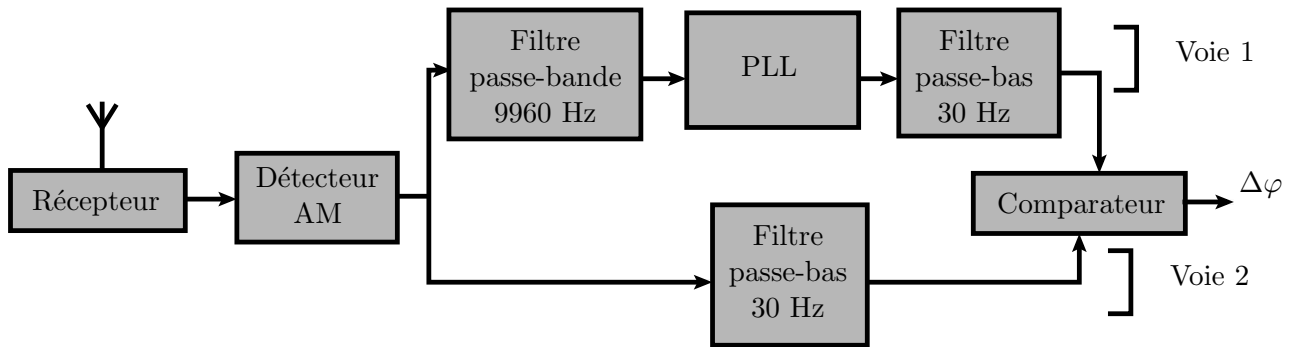 Filtre
passe-bande
9960 Hz
PLL
Filtre
passe-bas
30 Hz
Voie 1
Récepteur
Détecteur
AM
Comparateur
Δφ
Filtre
passe-bas
30 Hz
Voie 2